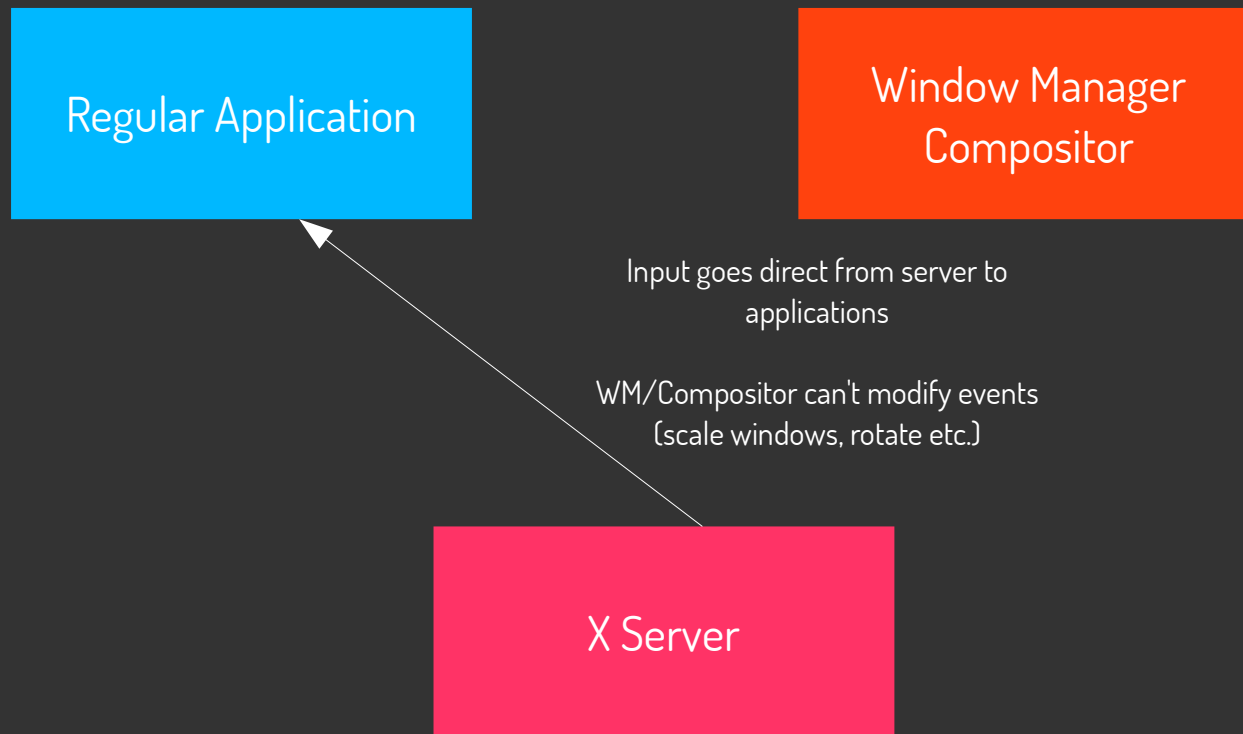 Regular Application
Window Manager
Compositor
Input goes direct from server to
applications
WM/Compositor can't modify events
(scale windows, rotate etc.)
X Server